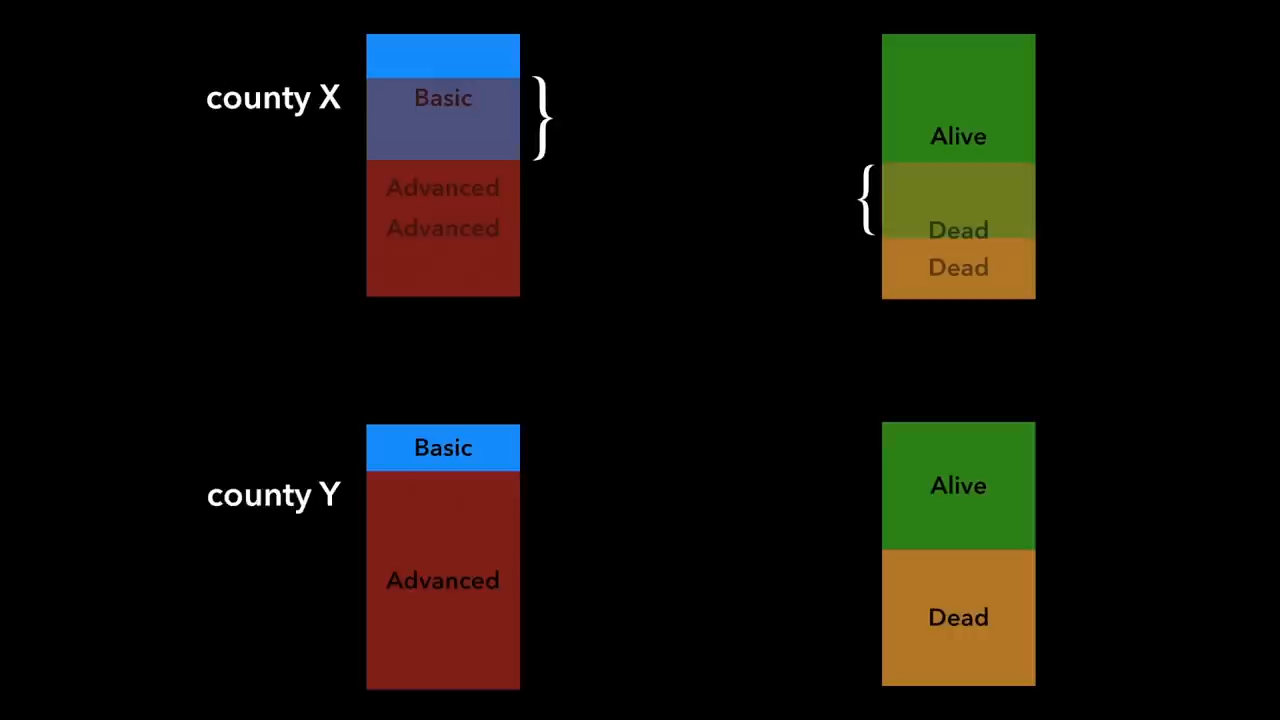 county X
Basic
Advanced
Advanced
Alive
Dead
Dead
county Y
Basic
Advanced
Alive
Dead